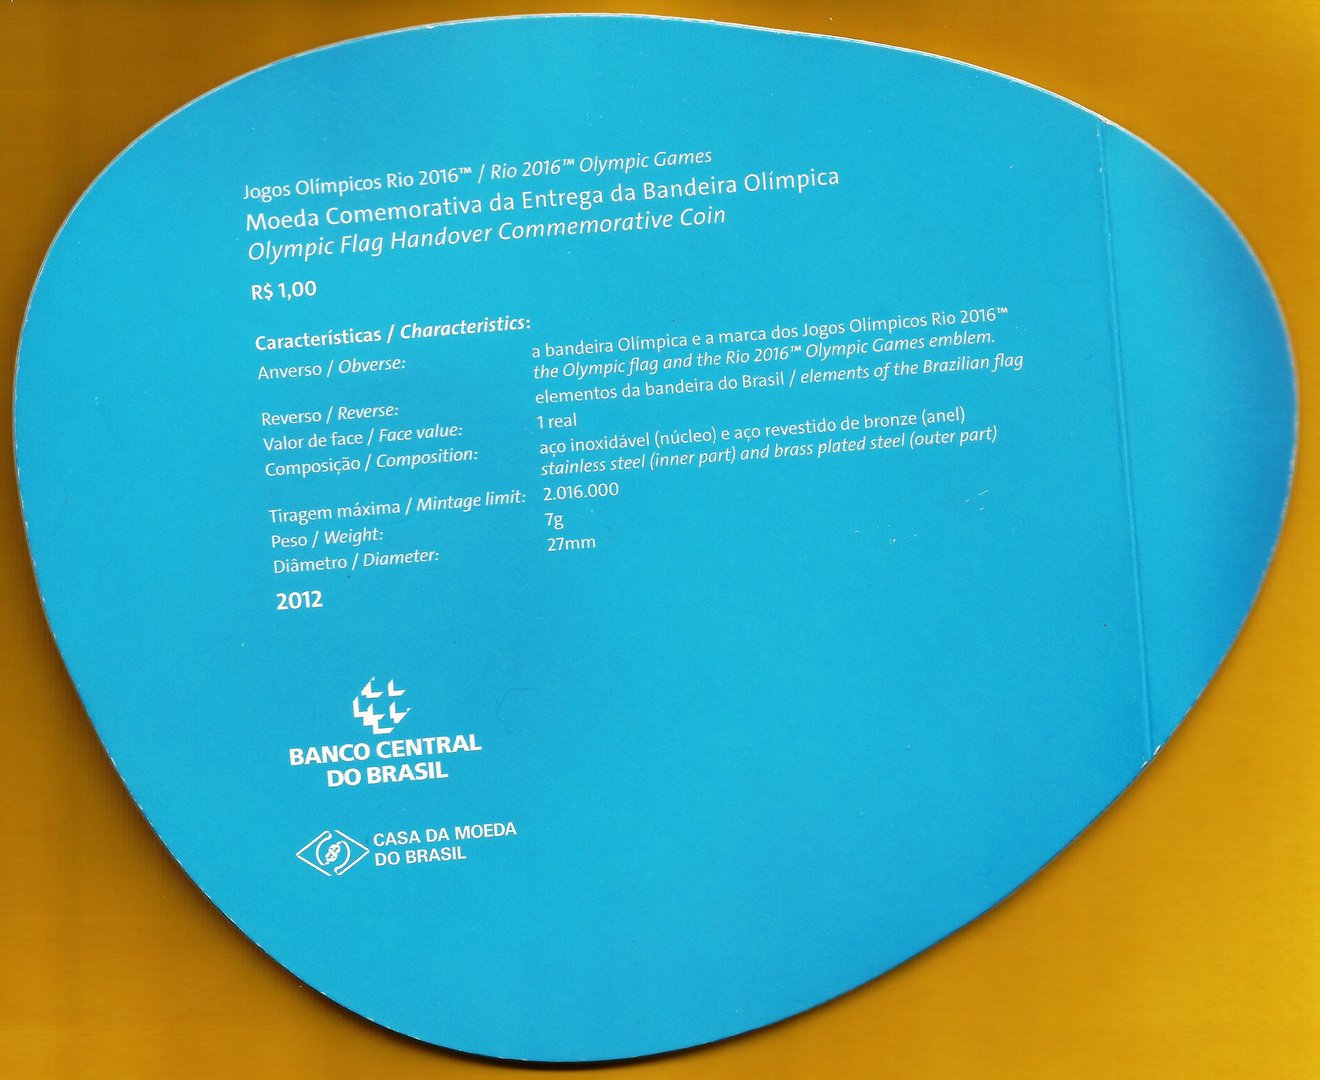 Jogos Olímpicos Rio 2016™ / Rio 2016™ Olympic Games
Moeda Comemorativa da Entrega da Bandeira Olímpica
Olympic Flag Handover Commemorative Coin
R$ 1,00
Características / Characteristics:
Anverso / Obverse: a bandeira Olímpica e a marca dos Jogos Olímpicos Rio 2016™
the Olympic flag and the Rio 2016™ Olympic Games emblem.
Reverso / Reverse: elementos da bandeira do Brasil / elements of the Brazilian flag
Valor de face / Face value: 1 real
Composição / Composition: aço inoxidável (núcleo) e aço revestido de bronze (anel)
stainless steel (inner part) and brass plated steel (outer part)
Tiragem máxima / Mintage limit: 2.016.000
Peso / Weight: 7g
Diâmetro / Diameter: 27mm
2012
BANCO CENTRAL
DO BRASIL
CASA DA MOEDA
DO BRASIL